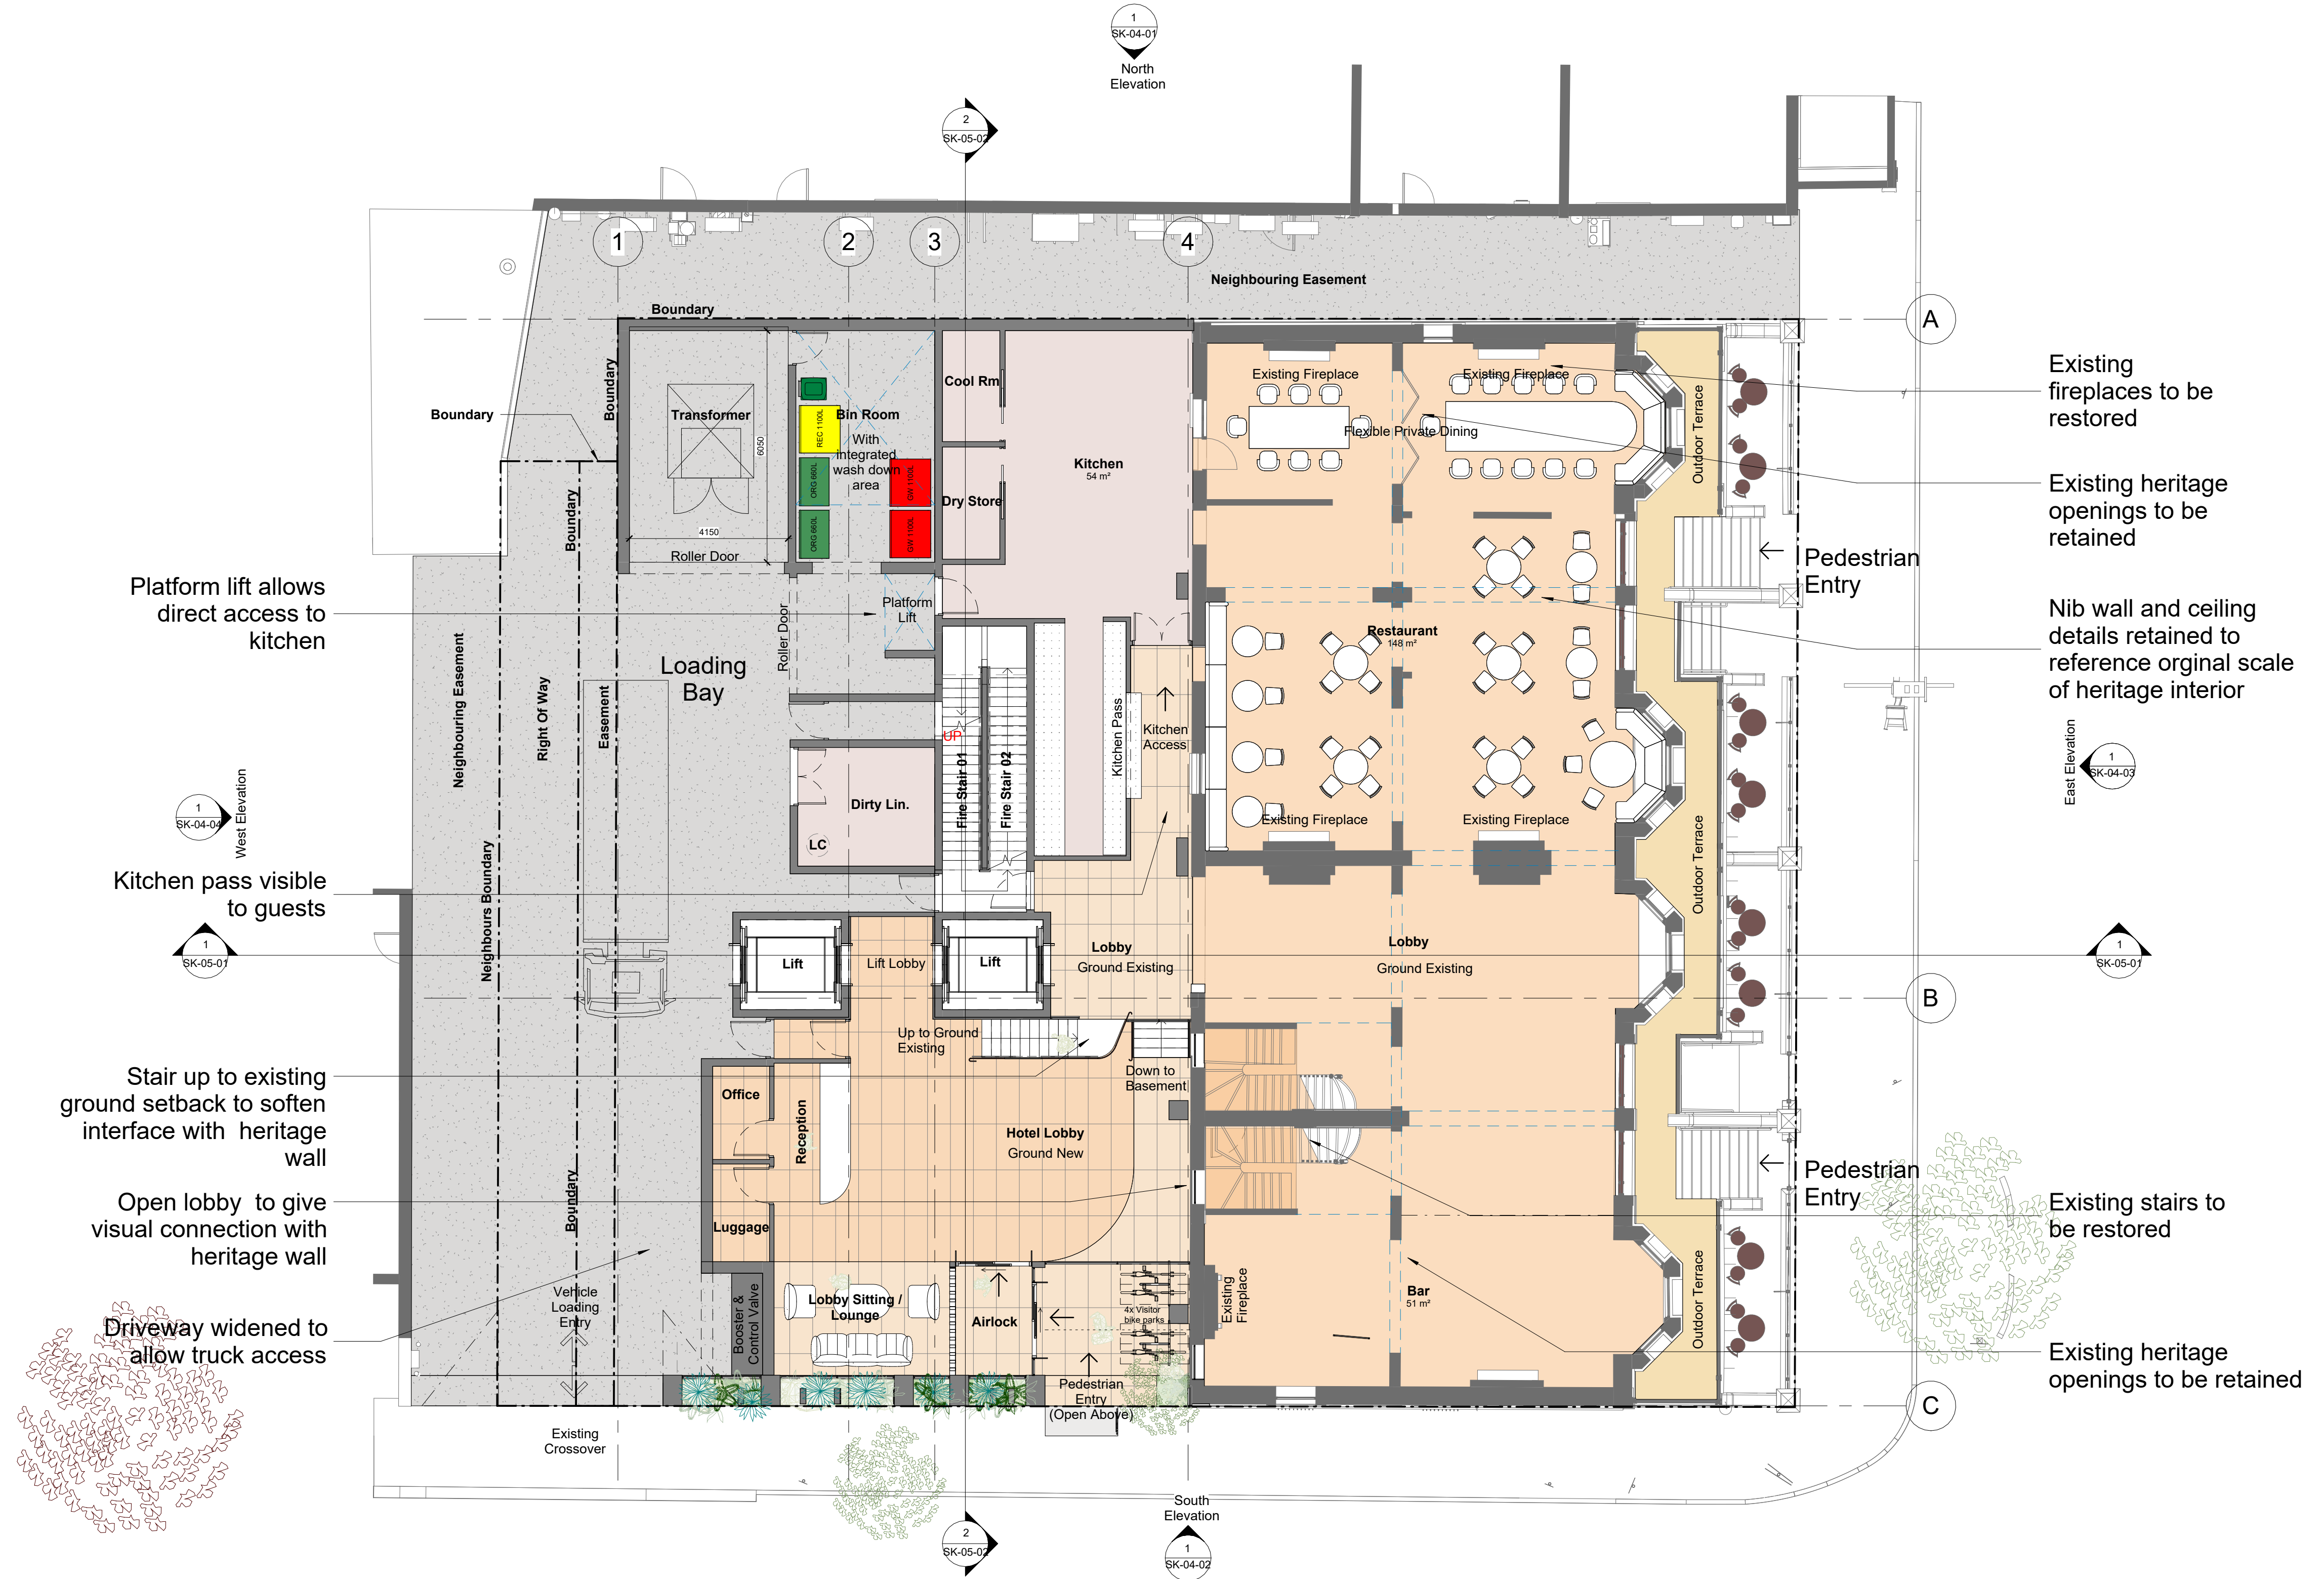 1
SK-04-01
North
Elevation
2
SK-05-02
1
2
3
4
Neighbouring Easement
Boundary
A
Boundary
Boundary
Transformer
6050
4150
Roller Door
Bin Room
With
integrated
wash down
area
REC 1100L
ORG 660L
ORG 660L
GW 1100L
GW 1100L
Cool Rm
Dry Store
Kitchen
54 m²
Existing Fireplace
Existing Fireplace
Flexible Private Dining
Outdoor Terrace
Existing
fireplaces to be
restored
Existing heritage
openings to be
retained
Pedestrian
Entry
Nib wall and ceiling
details retained to
reference orginal scale
of heritage interior
Platform lift allows
direct access to
kitchen
Boundary
Neighbouring Easement
Right Of Way
Easement
Loading
Bay
Roller Door
Platform
Lift
Restaurant
148 m²
UP
Fire Stair 01
Fire Stair 02
Kitchen Pass
Kitchen
Access
East Elevation
1
SK-04-03
1
SK-04-04
West Elevation
Dirty Lin.
LC
Existing Fireplace
Existing Fireplace
Outdoor Terrace
Kitchen pass visible
to guests
Neighbours Boundary
1
SK-05-01
Lift
Lift Lobby
Lift
Lobby
Ground Existing
Lobby
Ground Existing
1
SK-05-01
B
Up to Ground
Existing
Down to
Basement
Stair up to existing
ground setback to soften
interface with heritage
wall
Office
Reception
Hotel Lobby
Ground New
Pedestrian
Entry
Open lobby to give
visual connection with
heritage wall
Boundary
Luggage
Existing stairs to
be restored
Driveway widened to
allow truck access
Vehicle
Loading
Entry
Booster &
Control Valve
Lobby Sitting /
Lounge
Airlock
4x Visitor
bike parks
Existing
Fireplace
Bar
51 m²
Outdoor Terrace
Existing heritage
openings to be retained
Pedestrian
Entry
(Open Above)
C
Existing
Crossover
2
SK-05-02
South
Elevation
1
SK-04-02